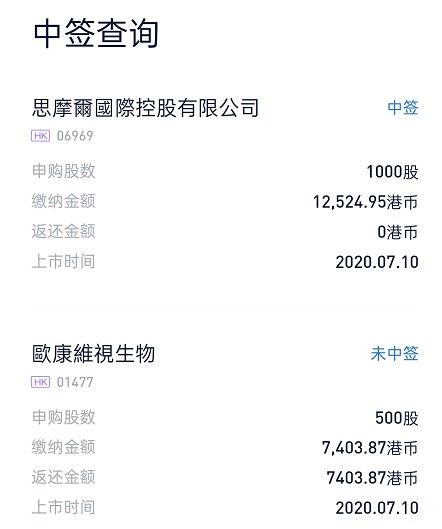 中签查询
思摩爾國際控股有限公司 中签
HK 06969
申购股数 1000股
缴纳金额 12,524.95港币
返还金额 0港币
上市时间 2020.07.10
歐康維視生物 未中签
HK 01477
申购股数 500股
缴纳金额 7,403.87港币
返还金额 7403.87港币
上市时间 2020.07.10